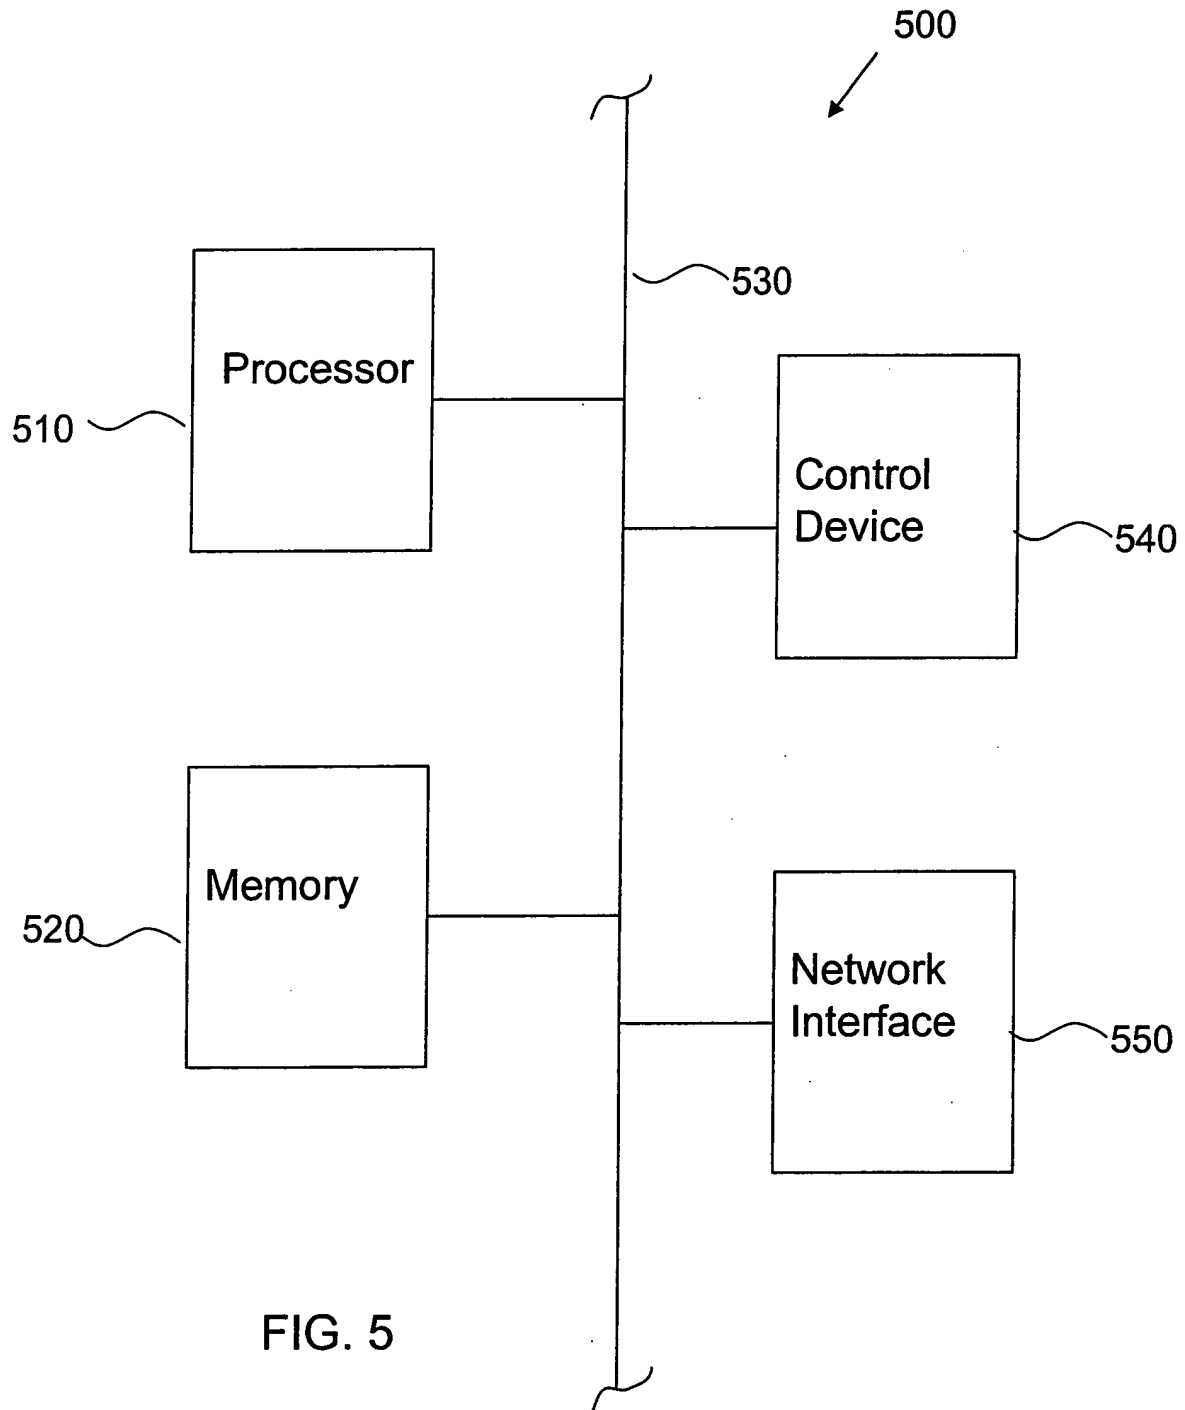 500
530
Processor
510
Control
Device
540
Memory
520
Network
Interface
550
FIG. 5